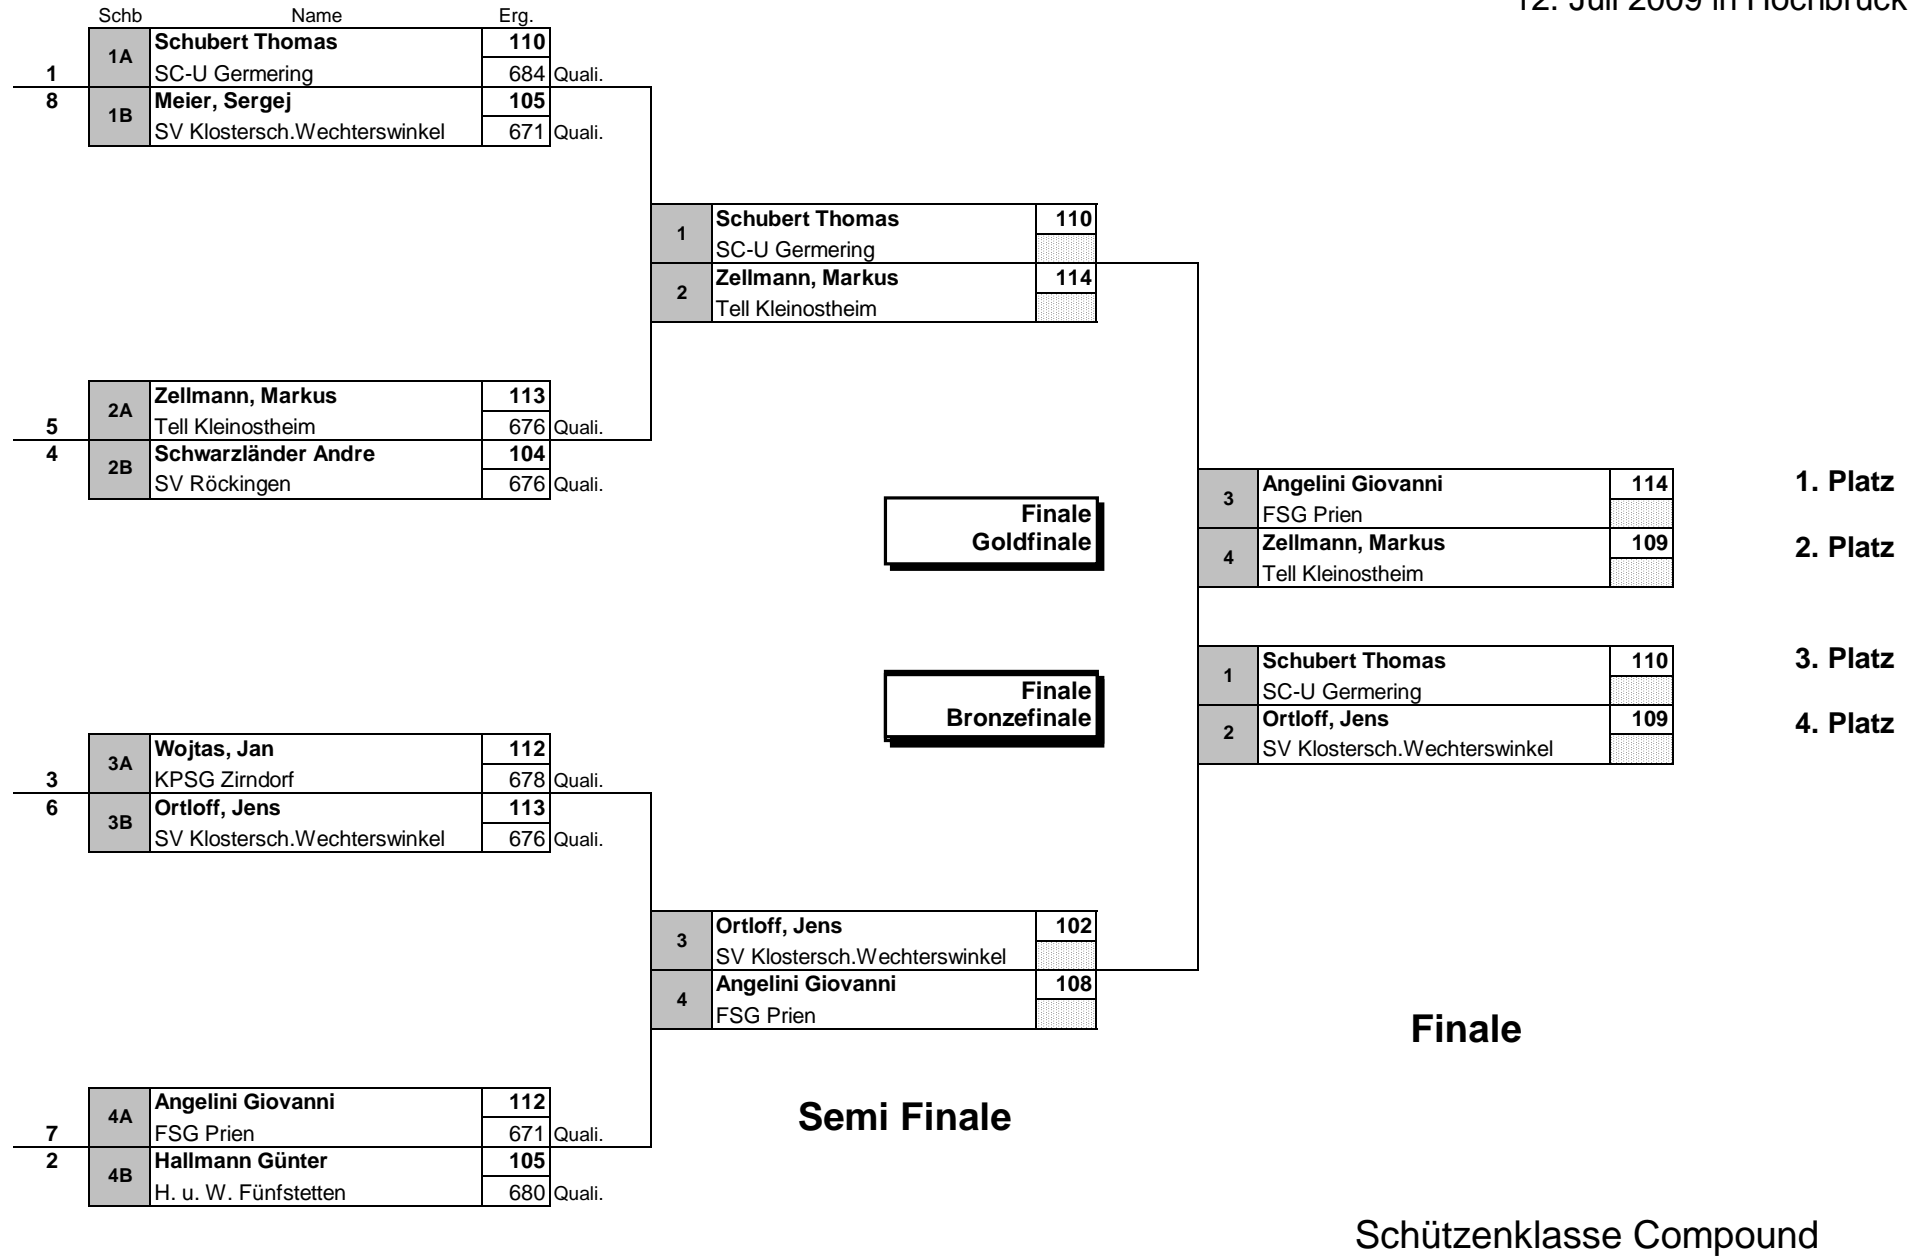 12. Juli 2009 in Hochbrück
Schb Name Erg.
1A Schubert Thomas 110
1 SC-U Germering 684 Quali.
8 Meier, Sergej 105
1B SV Klostersch.Wechterswinkel 671 Quali.
1 Schubert Thomas 110
SC-U Germering
2 Zellmann, Markus 114
Tell Kleinostheim
2A Zellmann, Markus 113
5 Tell Kleinostheim 676 Quali.
4 Schwarzländer Andre 104
2B SV Röckingen 676 Quali.
3 Angelini Giovanni 114 1. Platz
FSG Prien
4 Zellmann, Markus 109 2. Platz
Tell Kleinostheim
Finale
Goldfinale
1 Schubert Thomas 110 3. Platz
SC-U Germering
2 Ortloff, Jens 109 4. Platz
SV Klostersch.Wechterswinkel
Finale
Bronzefinale
3A Wojtas, Jan 112
3 KPSG Zirndorf 678 Quali.
6 Ortloff, Jens 113
3B SV Klostersch.Wechterswinkel 676 Quali.
3 Ortloff, Jens 102
SV Klostersch.Wechterswinkel
4 Angelini Giovanni 108
FSG Prien
Finale
4A Angelini Giovanni 112
7 FSG Prien 671 Quali.
2 Hallmann Günter 105
4B H. u. W. Fünfstetten 680 Quali.
Semi Finale
Schützenklasse Compound